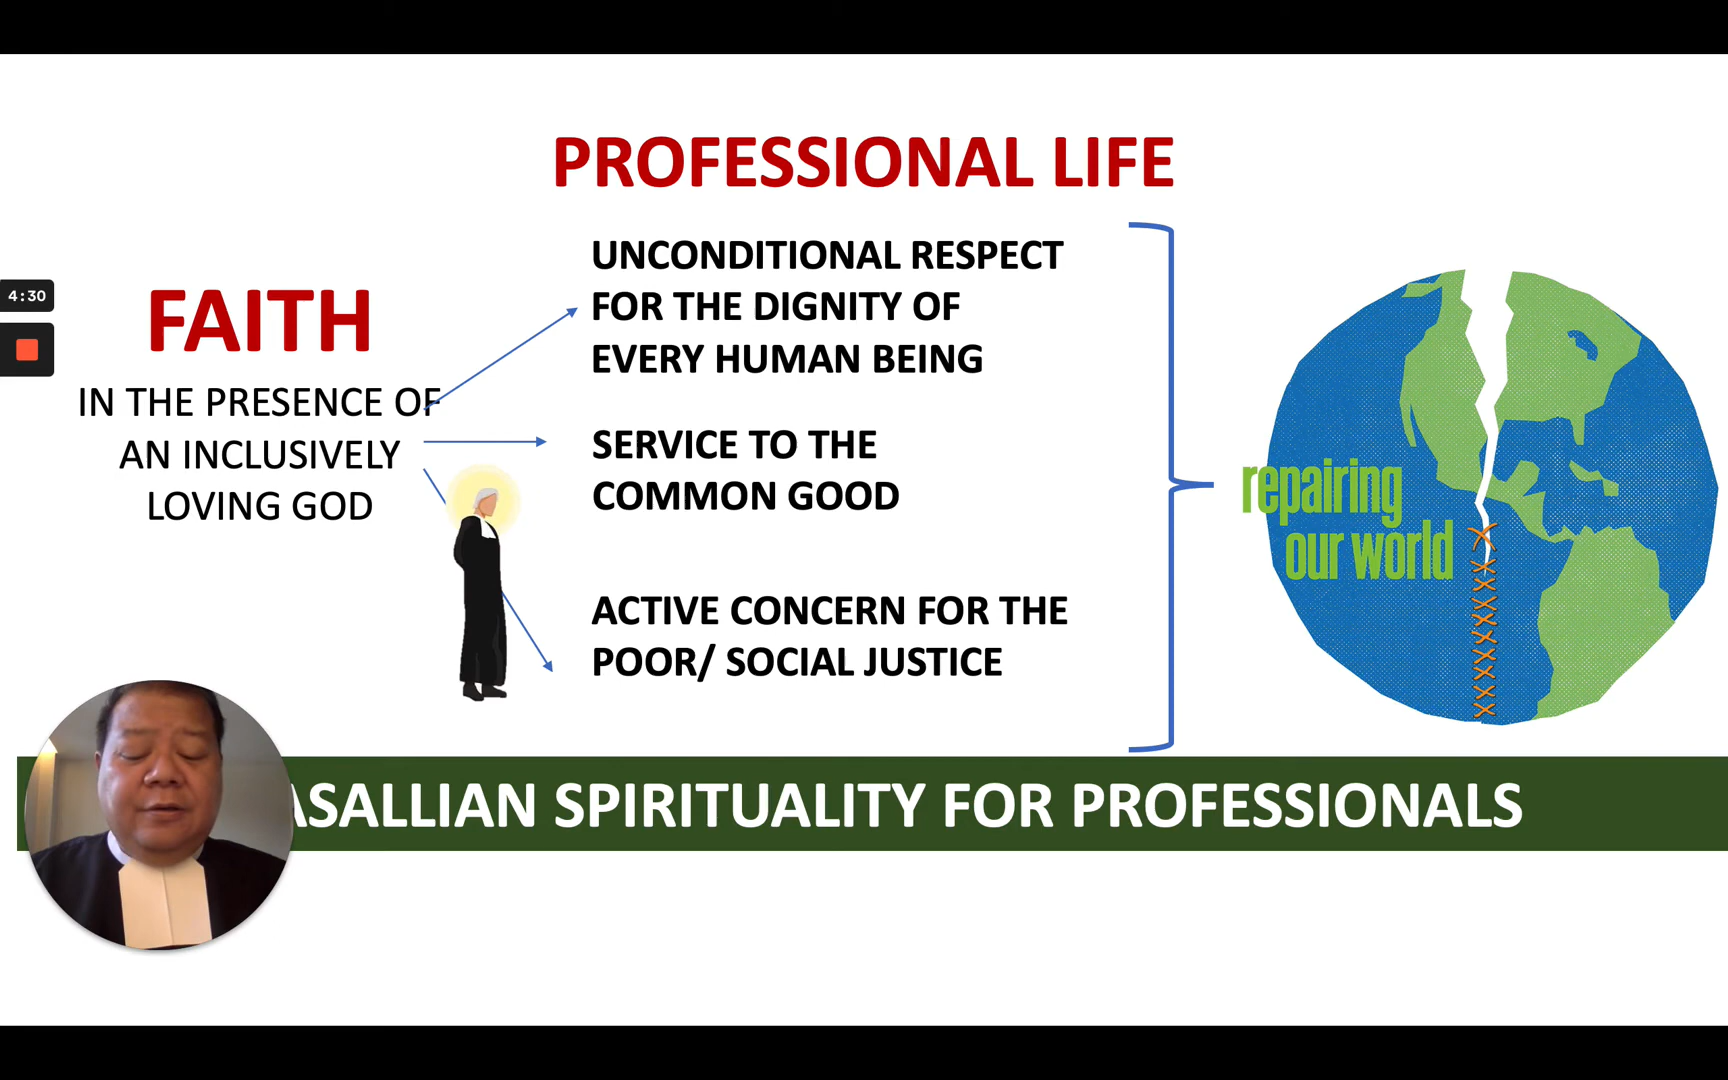 PROFESSIONAL LIFE
4:30
FAITH
IN THE PRESENCE OF
AN INCLUSIVELY
LOVING GOD
UNCONDITIONAL RESPECT
FOR THE DIGNITY OF
EVERY HUMAN BEING
SERVICE TO THE
COMMON GOOD
ACTIVE CONCERN FOR THE
POOR/ SOCIAL JUSTICE
repairing
our world
ASALLIAN SPIRITUALITY FOR PROFESSIONALS